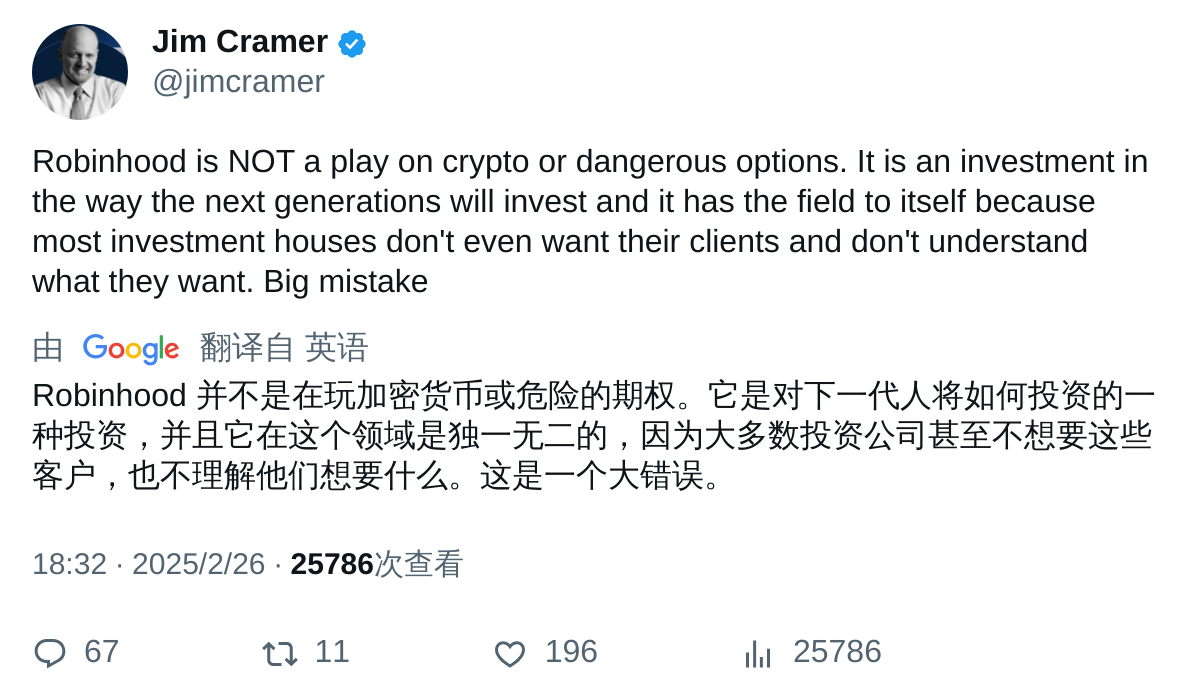 Jim Cramer
@jimcramer
Robinhood is NOT a play on crypto or dangerous options. It is an investment in
the way the next generations will invest and it has the field to itself because
most investment houses don't even want their clients and don't understand
what they want. Big mistake
由 Google 翻译自 英语
Robinhood 并不是在玩加密货币或危险的期权。它是对下一代人将如何投资的一
种投资，并且它在这个领域是独一无二的，因为大多数投资公司甚至不想要这些
客户，也不理解他们想要什么。这是一个大错误。
18:32 · 2025/2/26 · 25786次查看
67 11 196 25786